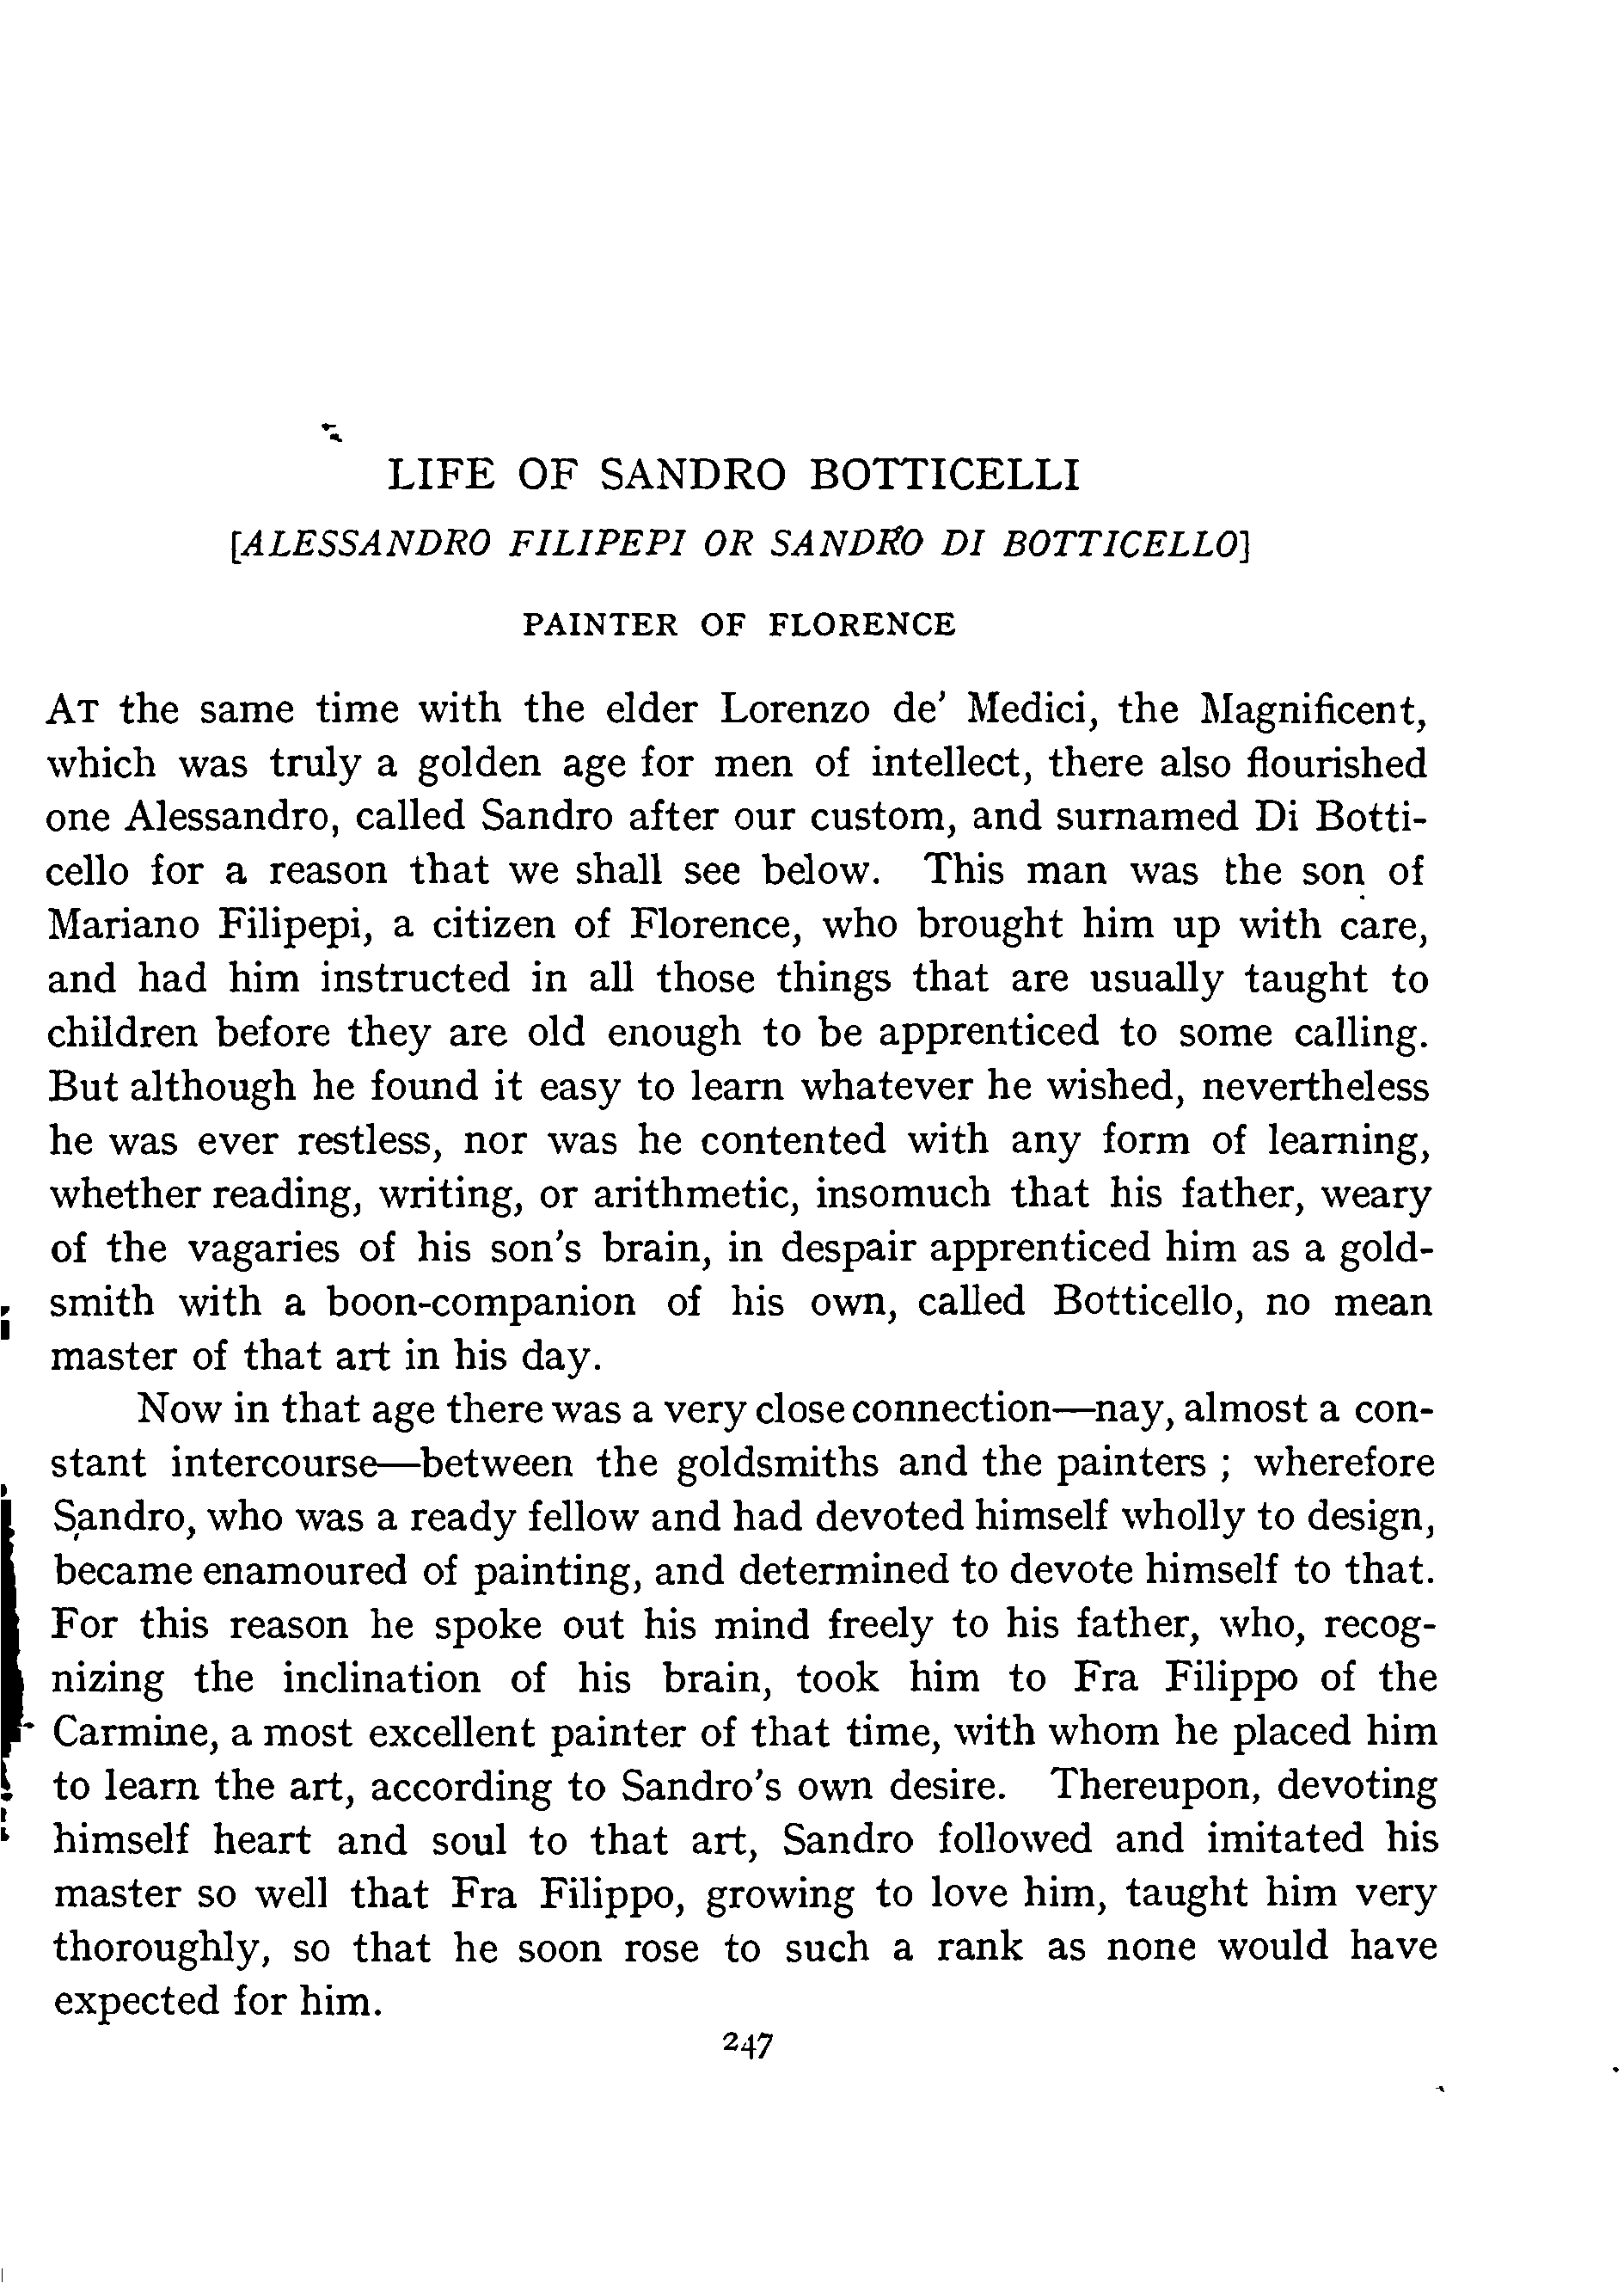 LIFE OF SANDRO BOTTICELLI
[ALESSANDRO FILIPEPI OR SANDRO DI BOTTICELLO]
PAINTER OF FLORENCE
AT the same time with the elder Lorenzo de' Medici, the Magnificent,
which was truly a golden age for men of intellect, there also flourished
one Alessandro, called Sandro after our custom, and surnamed Di Botti-
cello for a reason that we shall see below. This man was the son of
Mariano Filipepi, a citizen of Florence, who brought him up with care,
and had him instructed in all those things that are usually taught to
children before they are old enough to be apprenticed to some calling.
But although he found it easy to learn whatever he wished, nevertheless
he was ever restless, nor was he contented with any form of learning,
whether reading, writing, or arithmetic, insomuch that his father, weary
of the vagaries of his son's brain, in despair apprenticed him as a gold-
smith with a boon-companion of his own, called Botticello, no mean
master of that art in his day.
Now in that age there was a very close connection—nay, almost a con-
stant intercourse—between the goldsmiths and the painters ; wherefore
Sandro, who was a ready fellow and had devoted himself wholly to design,
became enamoured of painting, and determined to devote himself to that.
For this reason he spoke out his mind freely to his father, who, recog-
nizing the inclination of his brain, took him to Fra Filippo of the
Carmine, a most excellent painter of that time, with whom he placed him
to learn the art, according to Sandro's own desire. Thereupon, devoting
himself heart and soul to that art, Sandro followed and imitated his
master so well that Fra Filippo, growing to love him, taught him very
thoroughly, so that he soon rose to such a rank as none would have
expected for him.
247